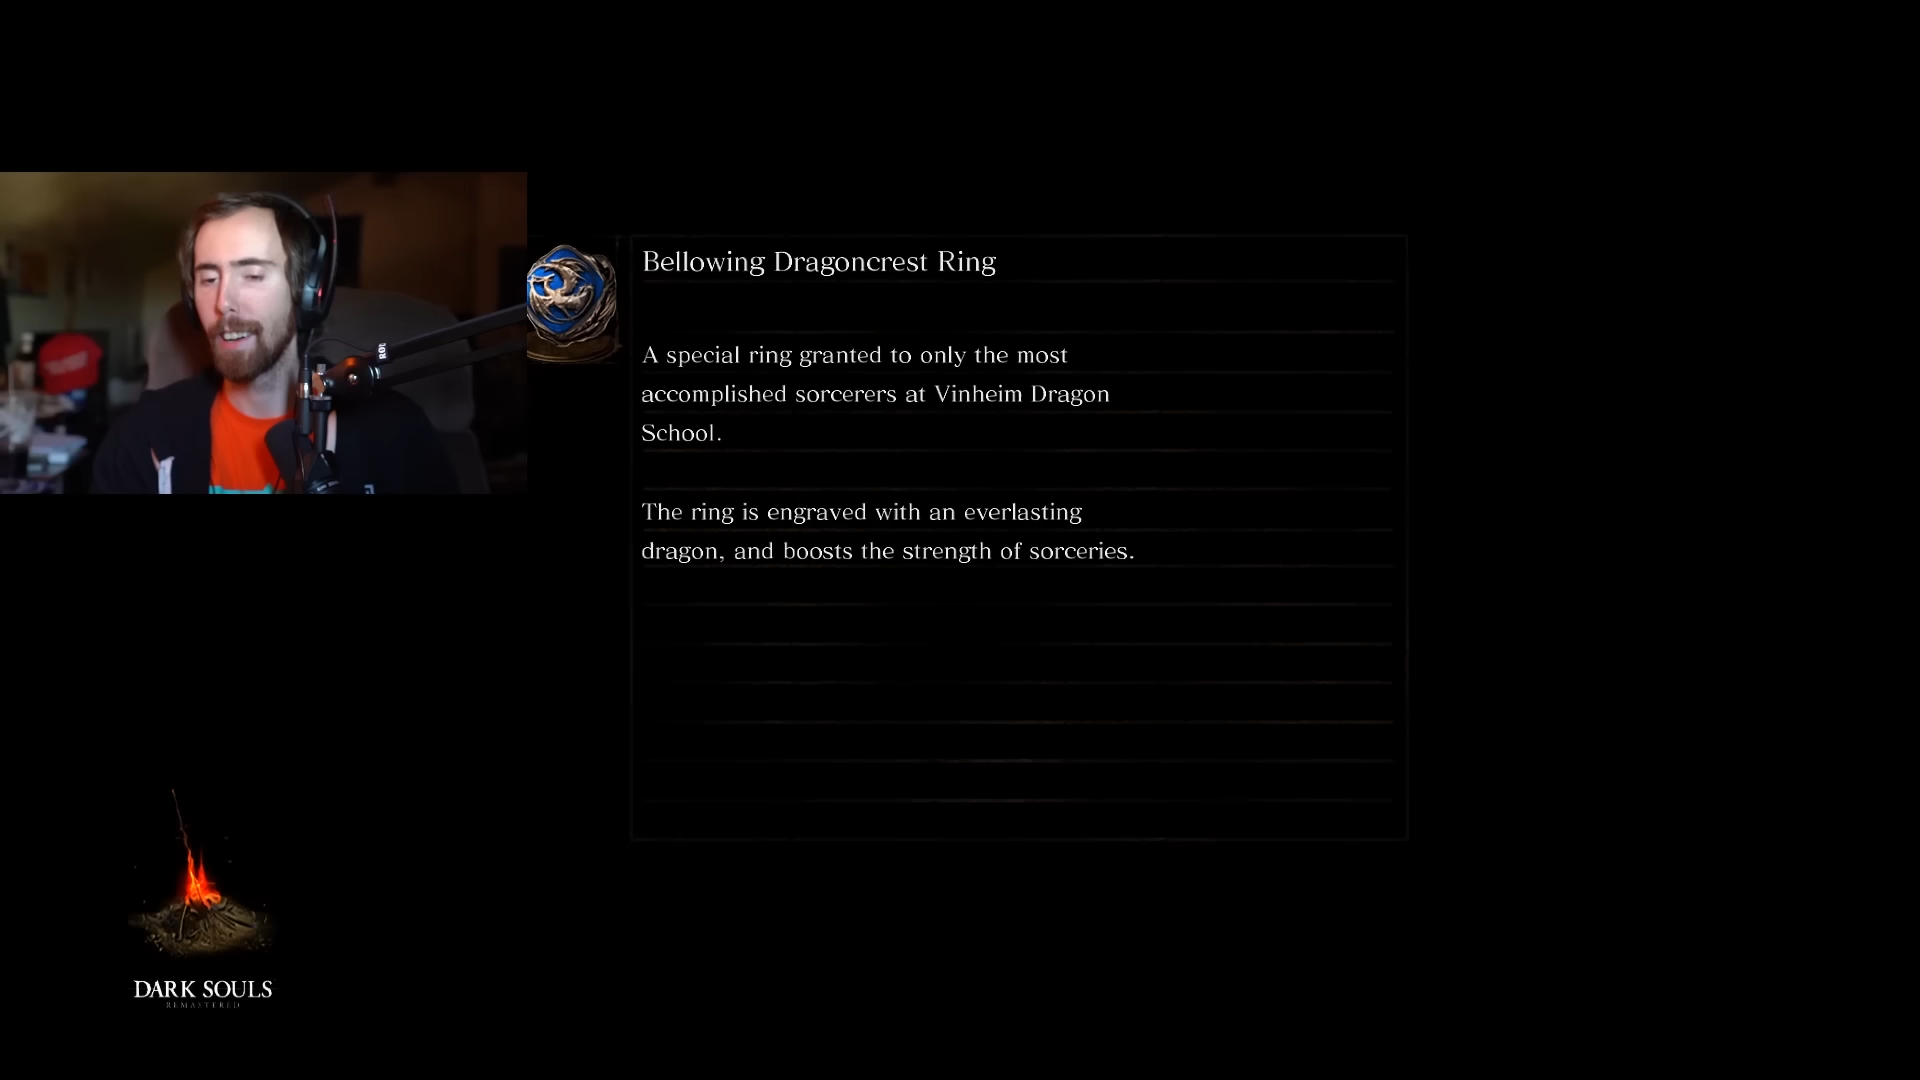 Bellowing Dragoncrest Ring
A special ring granted to only the most
accomplished sorcerers at Vinheim Dragon
School.
The ring is engraved with an everlasting
dragon, and boosts the strength of sorceries.
DARK SOULS
REMASTERED